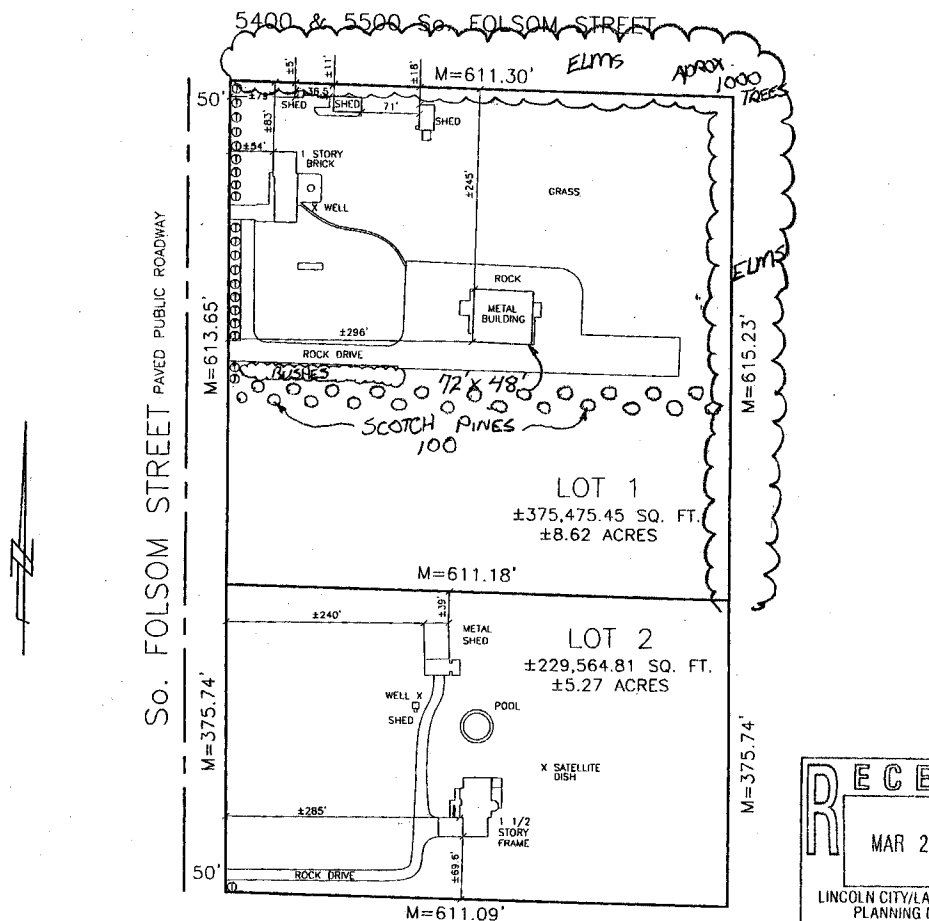 5400 & 5500 So. FOLSOM STREET
ELMS
APROX.
1000
TREES
M=611.30'
50'
±5'
±11'
±18'
±79'
36.5'
SHED
SHED
71'
SHED
±83'
±54'
1 STORY
BRICK
X WELL
±245'
GRASS
ELMS
ROCK
METAL
BUILDING
±296'
ROCK DRIVE
BUSHES
72' X 48'
SCOTCH PINES
100
So. FOLSOM STREET PAVED PUBLIC ROADWAY
M=613.65'
M=615.23'
LOT 1
±375,475.45 SQ. FT.
±8.62 ACRES
M=611.18'
±240'
±39'
METAL
SHED
LOT 2
±229,564.81 SQ. FT.
±5.27 ACRES
WELL X
SHED
POOL
X SATELLITE
DISH
M=375.74'
M=375.74'
±285'
1 1/2
STORY
FRAME
±69.6'
50'
ROCK DRIVE
M=611.09'
RECE
MAR 2
LINCOLN CITY/LA
PLANNING D